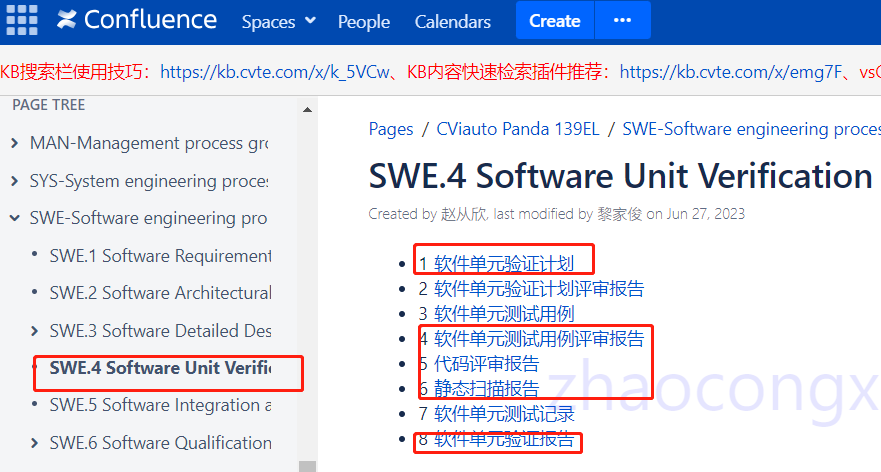 Confluence Spaces People Calendars Create ...
KB搜索栏使用技巧：https://kb.cvte.com/x/k_5VCw、KB内容快速检索插件推荐：https://kb.cvte.com/x/emg7F、vsC
PAGE TREE
MAN-Management process gro
SYS-System engineering proces
SWE-Software engineering pro
SWE.1 Software Requirement
SWE.2 Software Architectural
SWE.3 Software Detailed Des
SWE.4 Software Unit Verific
SWE.5 Software Integration a
SWE.6 Software Qualification
Pages / CViauto Panda 139EL / SWE-Software engineering proces
SWE.4 Software Unit Verification
Created by 赵从欣, last modified by 黎家俊 on Jun 27, 2023
1 软件单元验证计划
2 软件单元验证计划评审报告
3 软件单元测试用例
4 软件单元测试用例评审报告
5 代码评审报告
6 静态扫描报告
7 软件单元测试记录
8 软件单元验证报告
zhaocongx